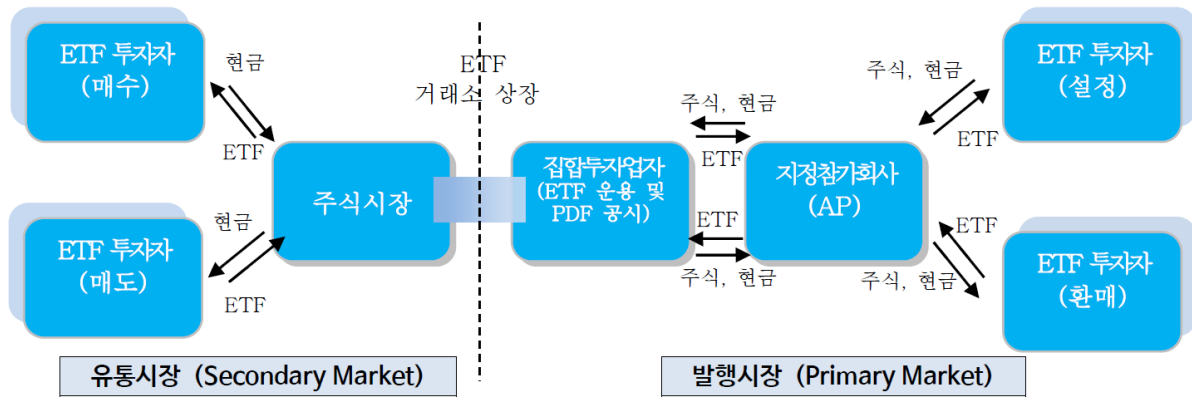 ETF 투자자
(매수)
현금
ETF
ETF 투자자
(매도)
현금
ETF
주식시장
ETF
거래소 상장
집합투자업자
(ETF 운용 및
PDF 공시)
주식, 현금
ETF
ETF
주식, 현금
지정참가회사
(AP)
주식, 현금
ETF
ETF 투자자
(설정)
ETF
주식, 현금
ETF 투자자
(환매)
유통시장 (Secondary Market)
발행시장 (Primary Market)